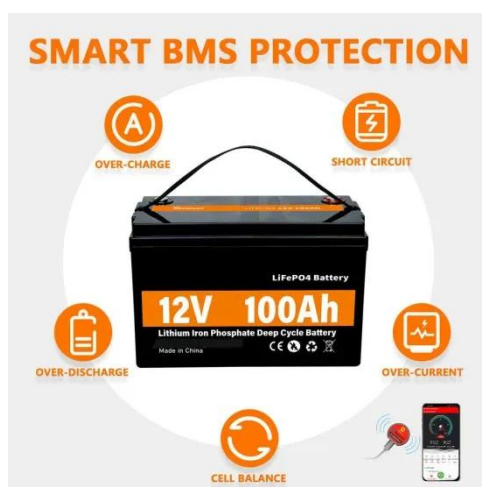 SMART BMS PROTECTION
OVER-CHARGE
SHORT CIRCUIT
LiFePO4 Battery
12V 100Ah
Lithium Iron Phosphate Deep Cycle Battery
Made in China
CE
OVER-DISCHARGE
OVER-CURRENT
CELL BALANCE